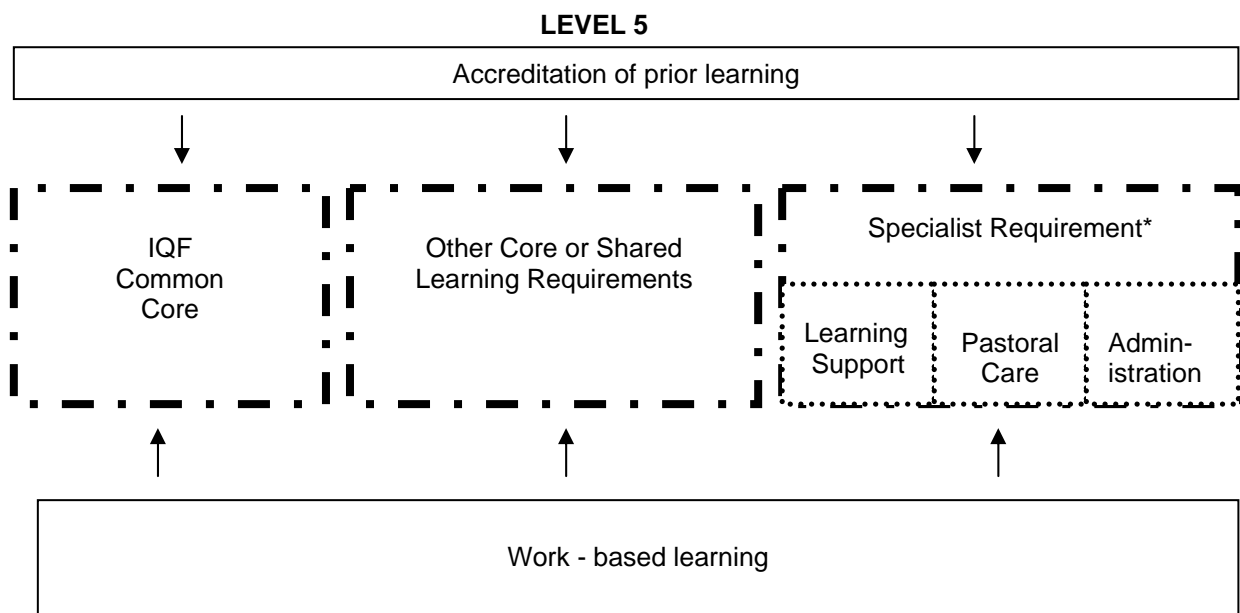 LEVEL 5
Accreditation of prior learning
IQF
Common
Core
Other Core or Shared
Learning Requirements
Specialist Requirement*
Learning
Support
Pastoral
Care
Admin-
istration
Work - based learning